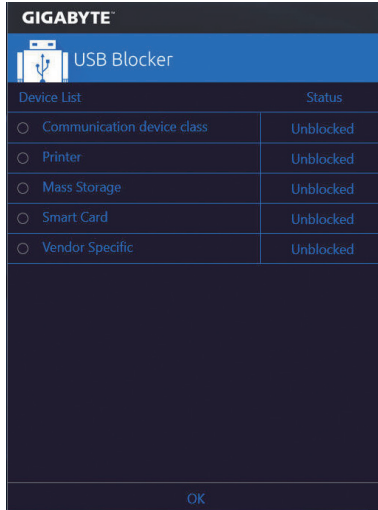 GIGABYTE™
USB Blocker
Device List Status
Communication device class Unblocked
Printer Unblocked
Mass Storage Unblocked
Smart Card Unblocked
Vendor Specific Unblocked
OK